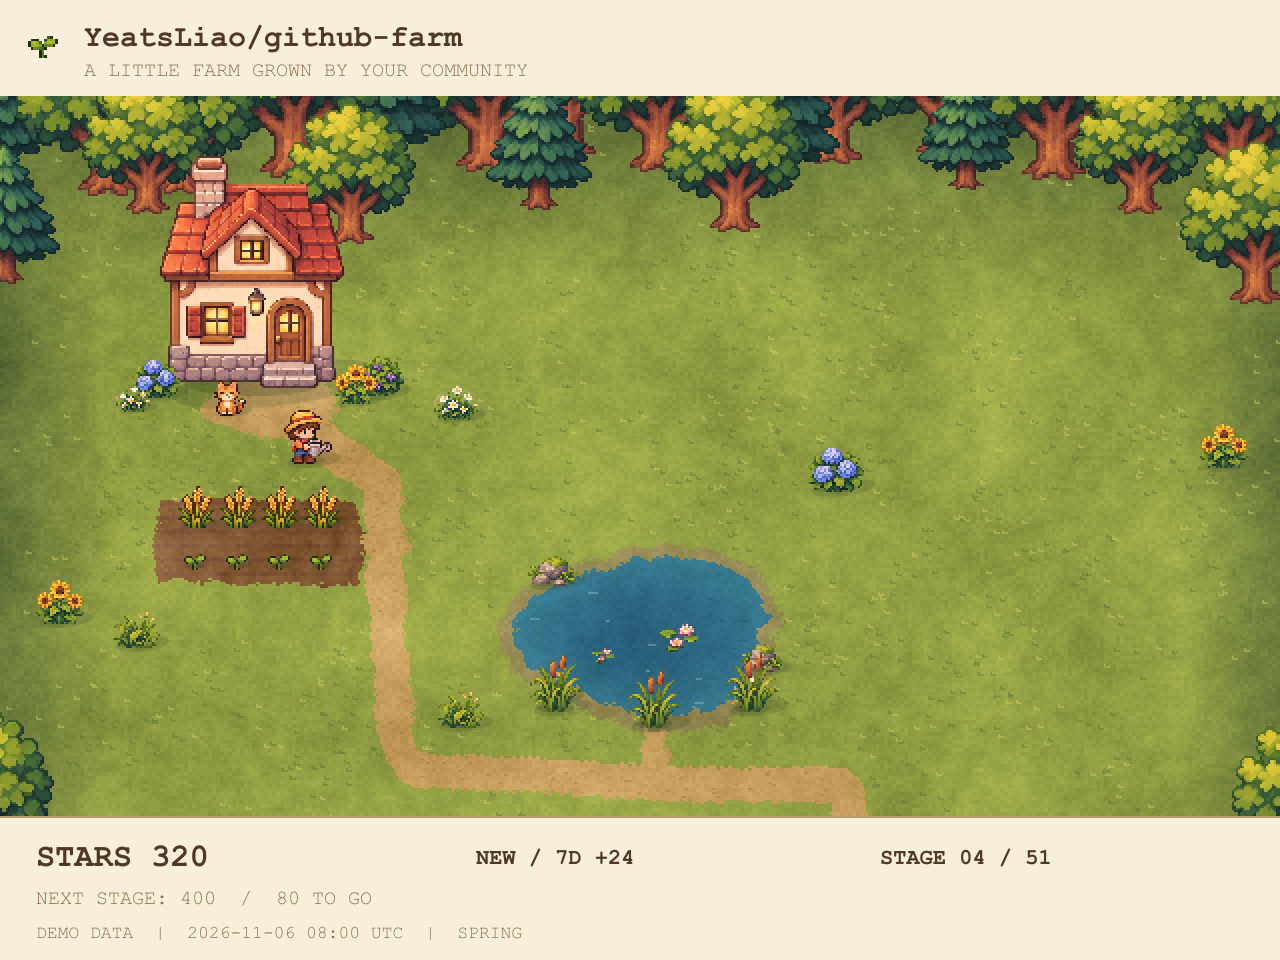 YeatsLiao/github-farm
A LITTLE FARM GROWN BY YOUR COMMUNITY
STARS 320
NEW / 7D +24
STAGE 04 / 51
NEXT STAGE: 400 / 80 TO GO
DEMO DATA | 2026-11-06 08:00 UTC | SPRING